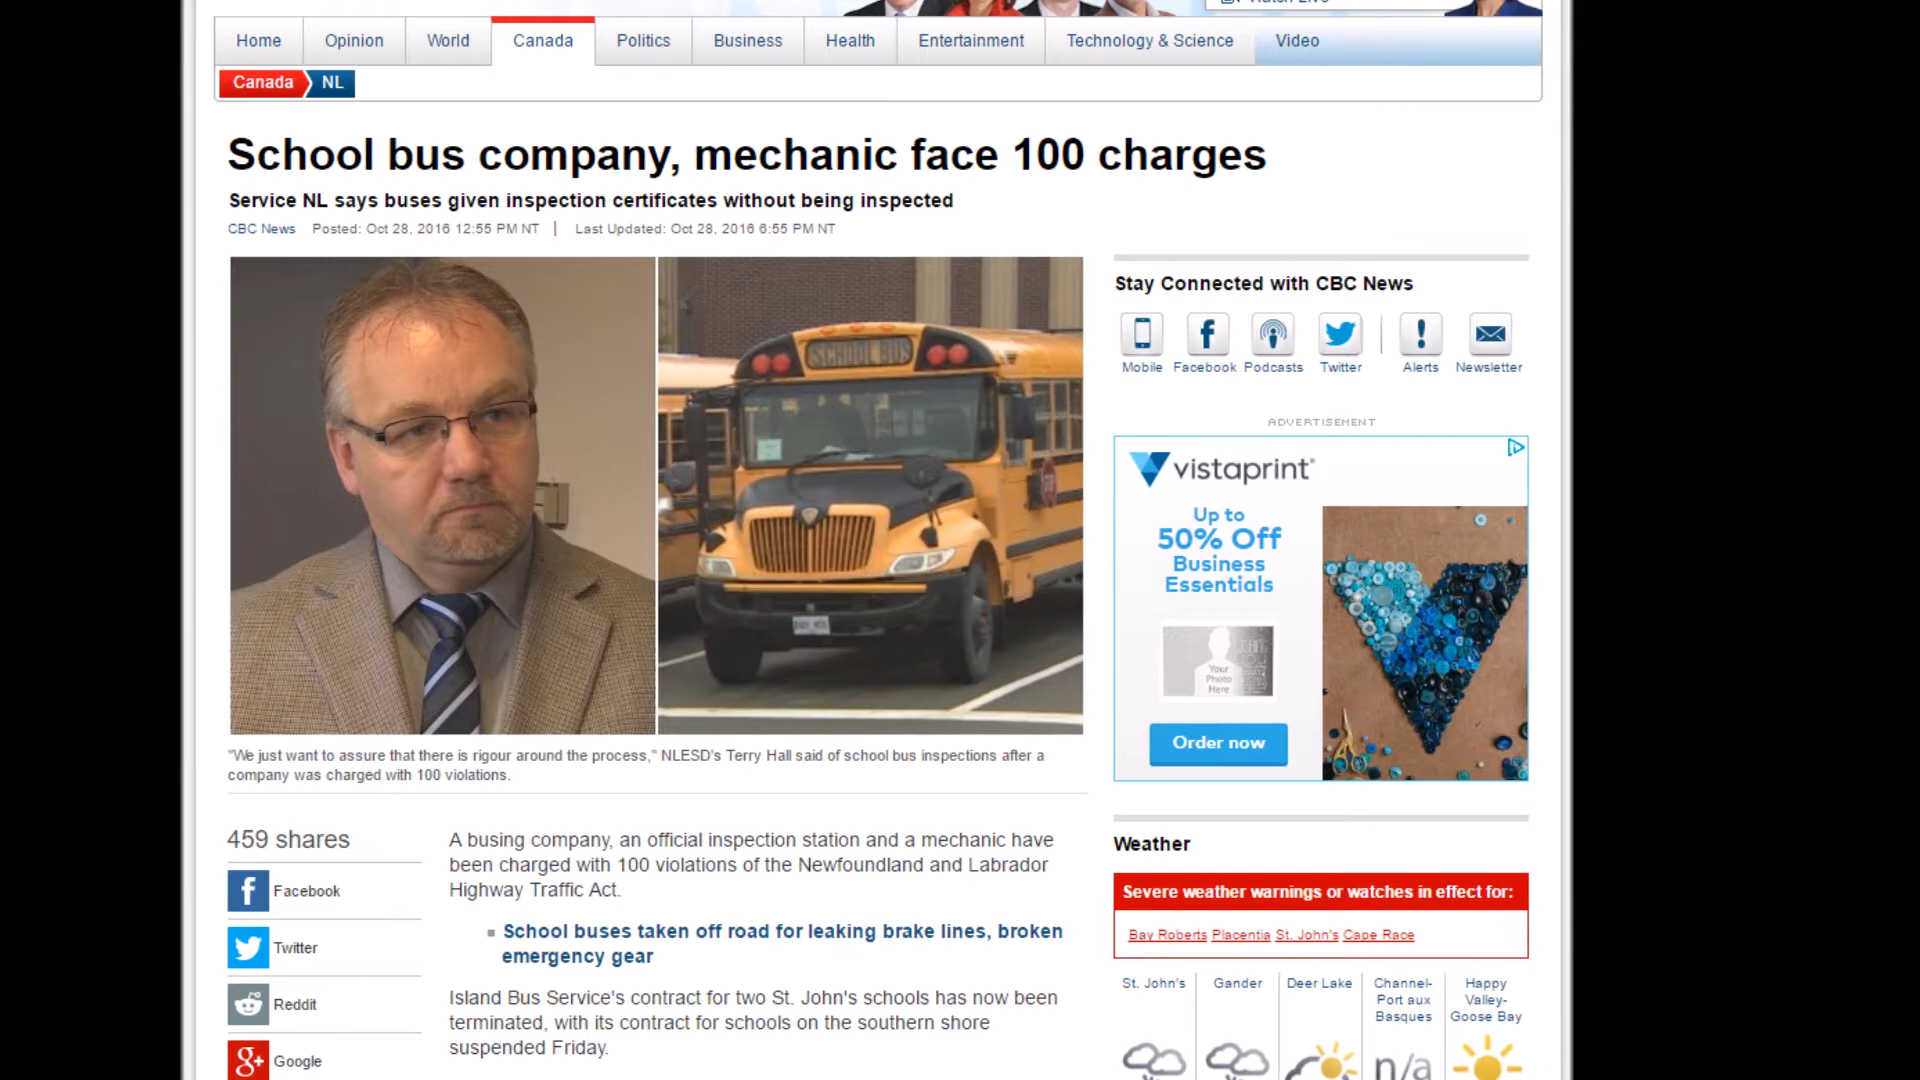 Home Opinion World Canada Politics Business Health Entertainment Technology & Science Video
Canada NL
School bus company, mechanic face 100 charges
Service NL says buses given inspection certificates without being inspected
CBC News Posted: Oct 28, 2016 12:55 PM NT | Last Updated: Oct 28, 2016 6:55 PM NT
SCHOOL BUS
"We just want to assure that there is rigour around the process," NLESD's Terry Hall said of school bus inspections after a
company was charged with 100 violations.
459 shares
Facebook
Twitter
Reddit
Google
A busing company, an official inspection station and a mechanic have
been charged with 100 violations of the Newfoundland and Labrador
Highway Traffic Act.
School buses taken off road for leaking brake lines, broken
emergency gear
Island Bus Service's contract for two St. John's schools has now been
terminated, with its contract for schools on the southern shore
suspended Friday.
Stay Connected with CBC News
Mobile Facebook Podcasts Twitter Alerts Newsletter
ADVERTISEMENT
vistaprint
Up to
50% Off
Business
Essentials
Your
Photo
Here
Order now
Weather
Severe weather warnings or watches in effect for:
Bay Roberts Placentia St. John's Cape Race
St. John's Gander Deer Lake Channel-
Port aux
Basques
Happy
Valley-
Goose Bay
n/a